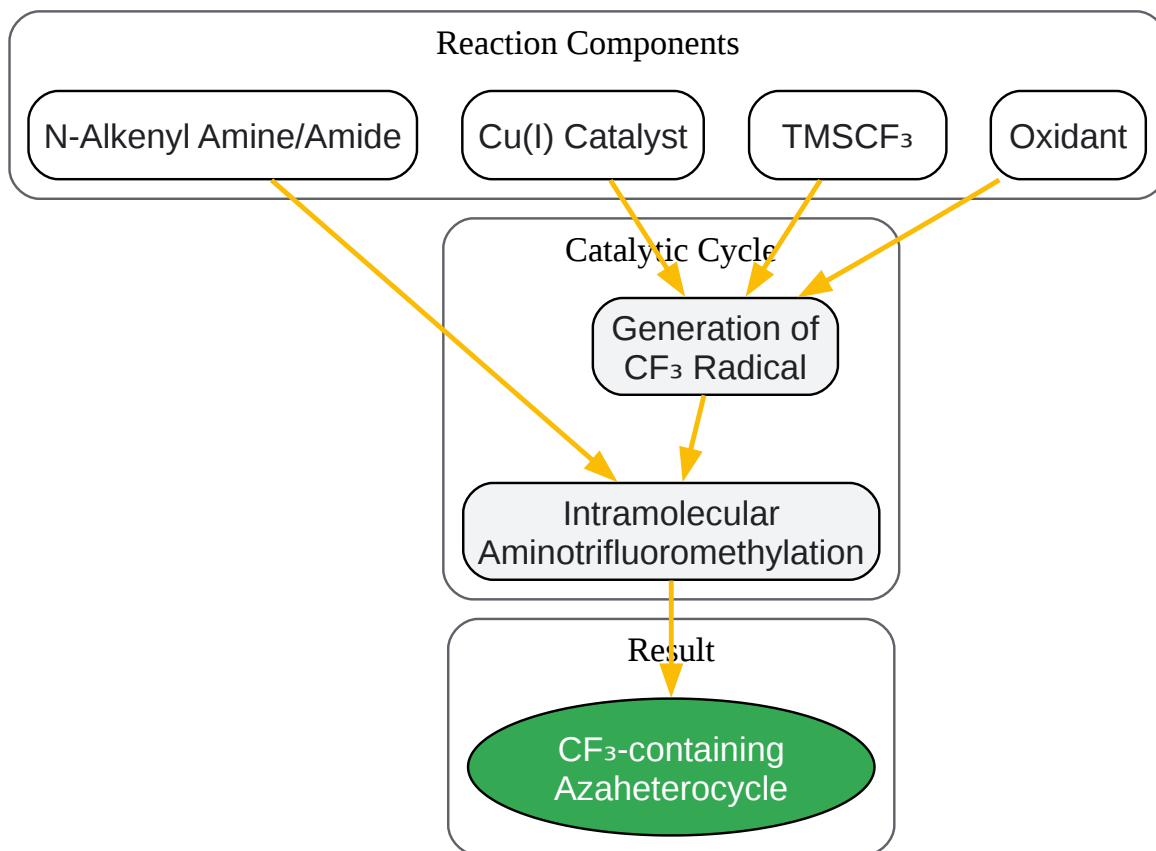 Reaction Components
N-Alkenyl Amine/Amide
Cu(I) Catalyst
TMSCF₃
Oxidant
Catalytic Cycle
Generation of
CF₃ Radical
Intramolecular
Aminotrifluoromethylation
Result
CF₃-containing
Azaheterocycle